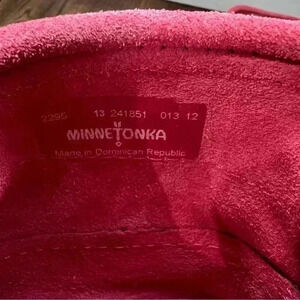 2295 13 241851 013 12
MINNETONKA
Made in Dominican Republic